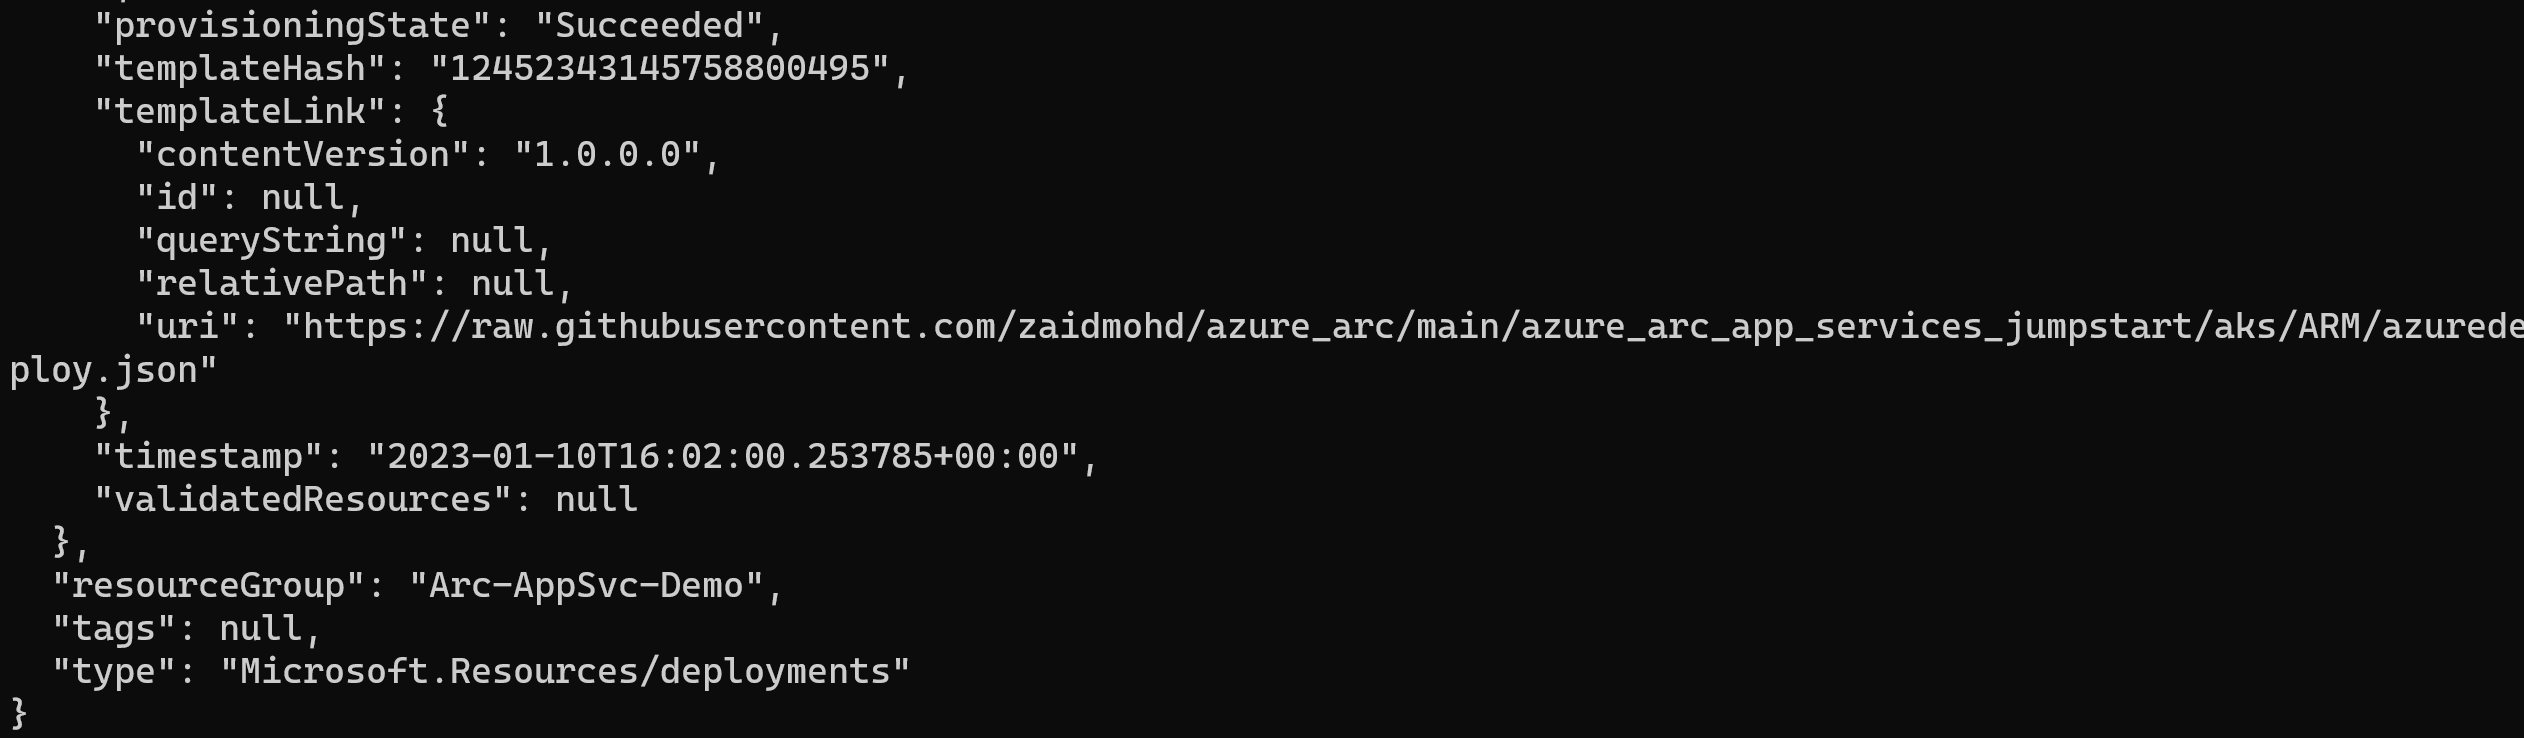 "provisioningState": "Succeeded",
"templateHash": "12452343145758800495",
"templateLink": {
"contentVersion": "1.0.0.0",
"id": null,
"queryString": null,
"relativePath": null,
"uri": "https://raw.githubusercontent.com/zaidmohd/azure_arc/main/azure_arc_app_services_jumpstart/aks/ARM/azurede
ploy.json"
},
"timestamp": "2023-01-10T16:02:00.253785+00:00",
"validatedResources": null
},
"resourceGroup": "Arc-AppSvc-Demo",
"tags": null,
"type": "Microsoft.Resources/deployments"
}